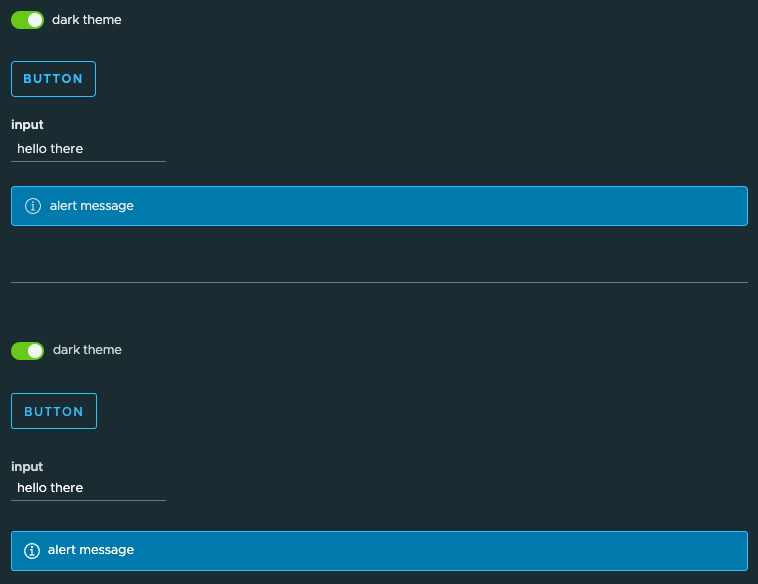 dark theme
BUTTON
input
hello there
alert message
dark theme
BUTTON
input
hello there
alert message